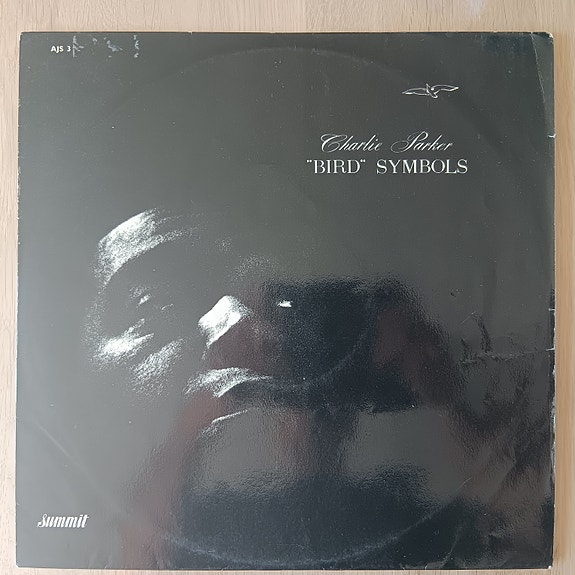 AJS 3
Charlie Parker
"BIRD" SYMBOLS
summit